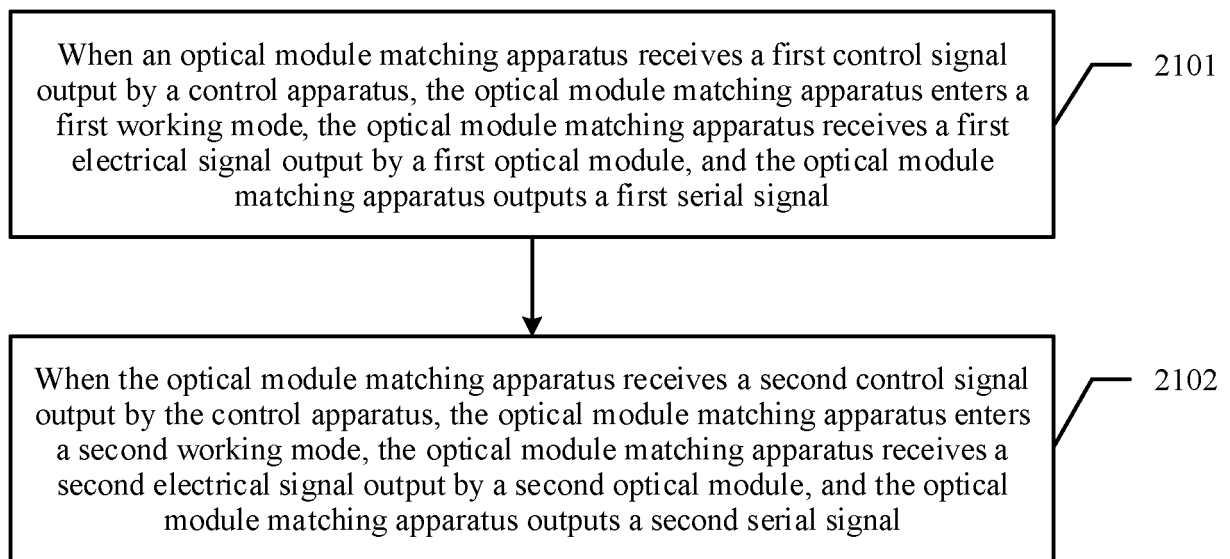 When an optical module matching apparatus receives a first control signal
output by a control apparatus, the optical module matching apparatus enters a
first working mode, the optical module matching apparatus receives a first
electrical signal output by a first optical module, and the optical module
matching apparatus outputs a first serial signal
2101
When the optical module matching apparatus receives a second control signal
output by the control apparatus, the optical module matching apparatus enters
a second working mode, the optical module matching apparatus receives a
second electrical signal output by a second optical module, and the optical
module matching apparatus outputs a second serial signal
2102